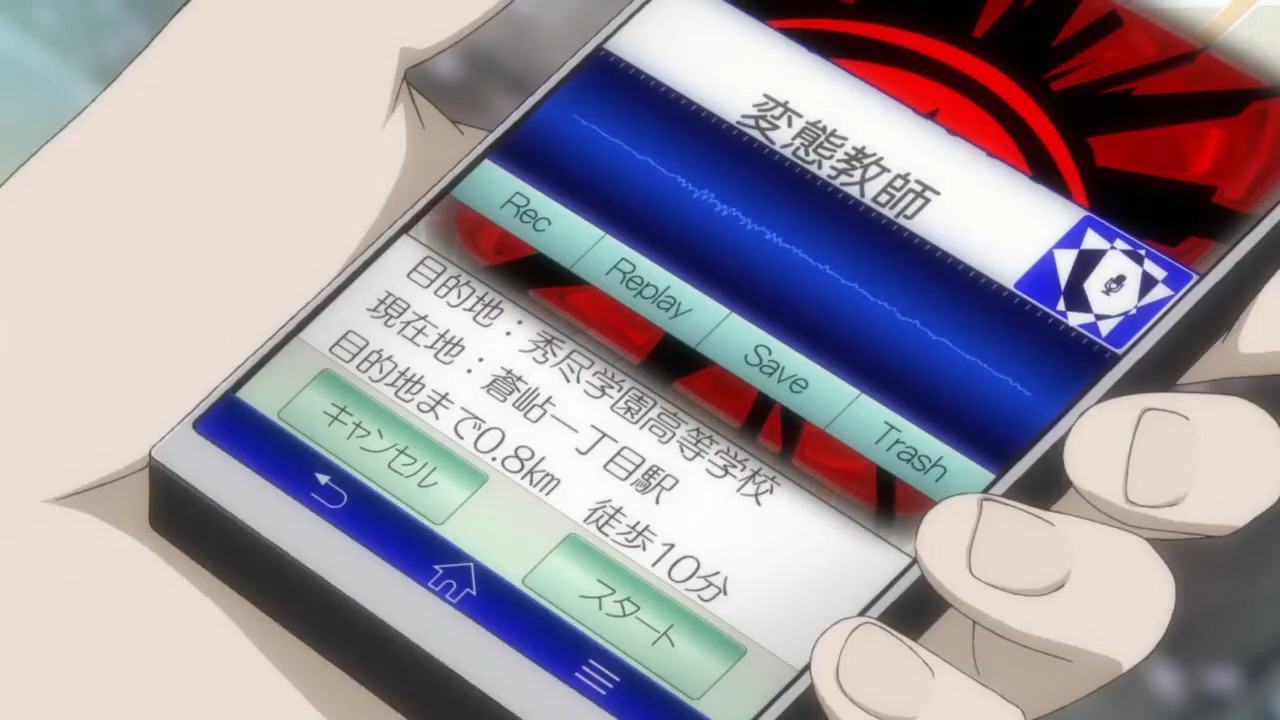 変態教師
Rec Replay Save Trash
目的地：秀尽学園高等学校
現在地：蒼岾一丁目駅
目的地まで0.8km 徒歩10分
キャンセル スタート